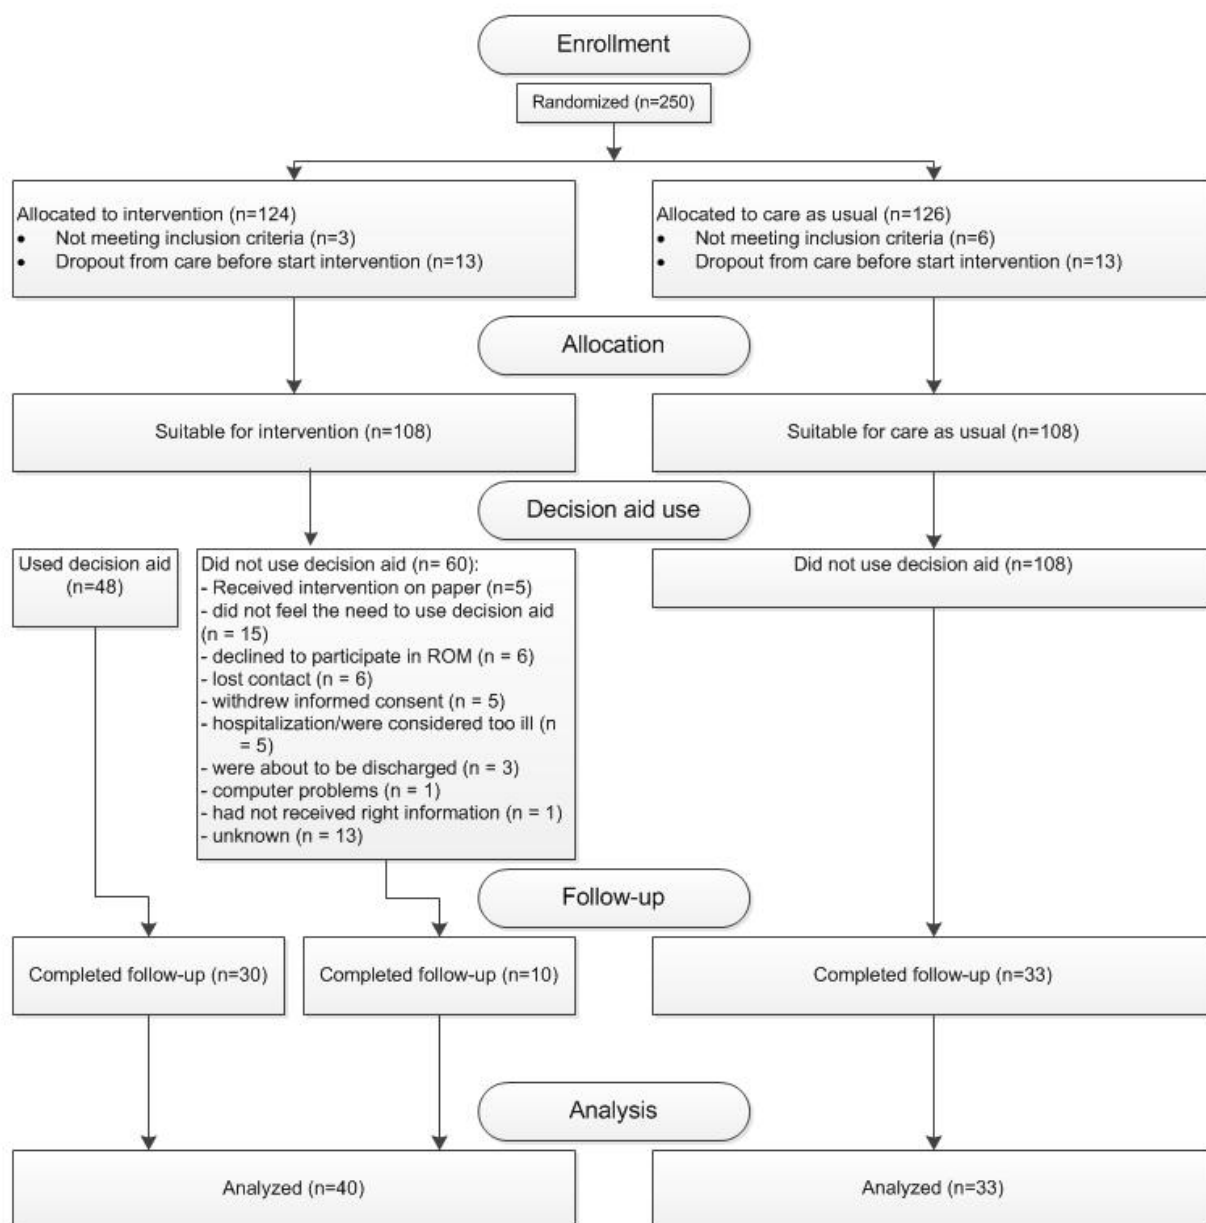 Enrollment
Randomized (n=250)
Allocated to intervention (n=124)
• Not meeting inclusion criteria (n=3)
• Dropout from care before start intervention (n=13)
Allocated to care as usual (n=126)
• Not meeting inclusion criteria (n=6)
• Dropout from care before start intervention (n=13)
Allocation
Suitable for intervention (n=108)
Suitable for care as usual (n=108)
Decision aid use
Used decision aid
(n=48)
Did not use decision aid (n= 60):
- Received intervention on paper (n=5)
- did not feel the need to use decision aid
(n = 15)
- declined to participate in ROM (n = 6)
- lost contact (n = 6)
- withdrew informed consent (n = 5)
- hospitalization/were considered too ill (n
= 5)
- were about to be discharged (n = 3)
- computer problems (n = 1)
- had not received right information (n = 1)
- unknown (n = 13)
Did not use decision aid (n=108)
Follow-up
Completed follow-up (n=30)
Completed follow-up (n=10)
Completed follow-up (n=33)
Analysis
Analyzed (n=40)
Analyzed (n=33)